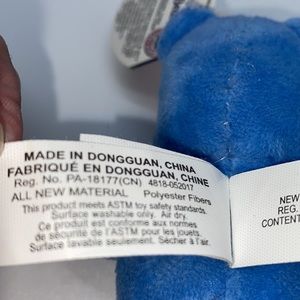 MADE IN DONGGUAN, CHINA
FABRIQUÉ EN DONGGUAN, CHINE
Reg. No. PA-18177(CN) 4818-052017
ALL NEW MATERIAL Polyester Fibers
This product meets ASTM toy safety standards.
Surface washable only. Air dry.
Ce produit est conforme aux normes
de sécurité d'ASTM pour les jouets.
Surface lavable seulement. Sécher à l'air.
NEW
REG.
CONTENT